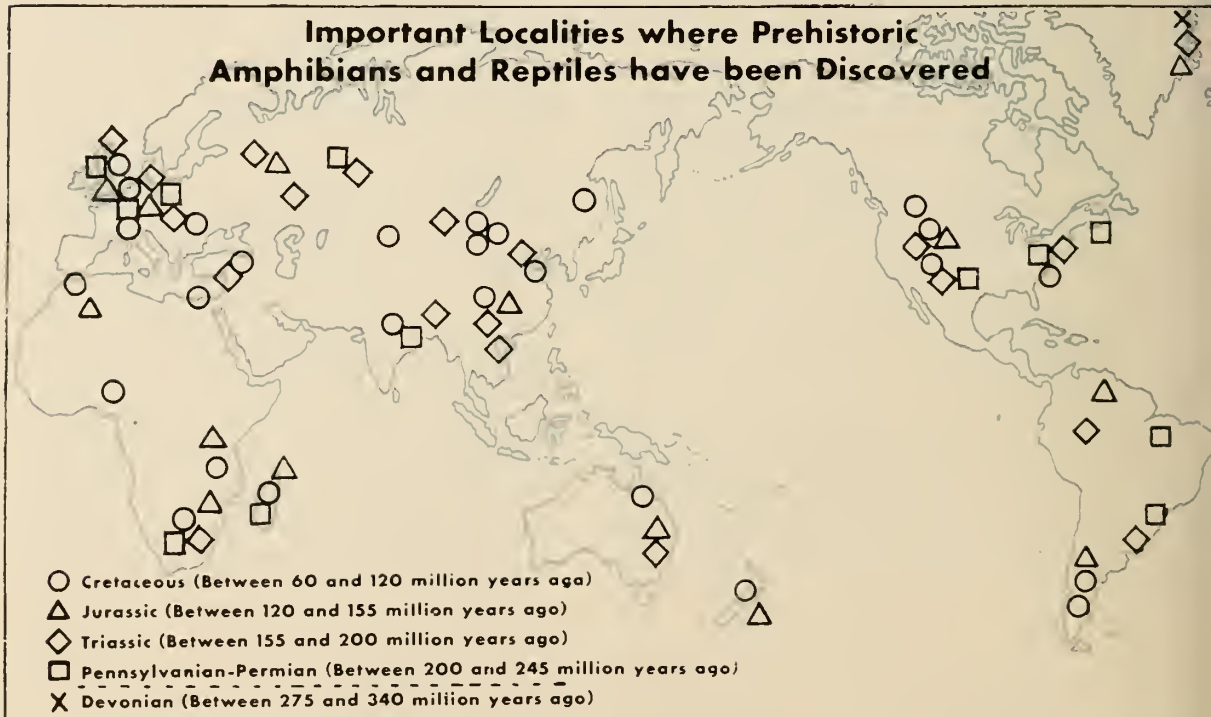 Important Localities where Prehistoric
Amphibians and Reptiles have been Discovered
Cretaceous (Between 60 and 120 million years aga)
Jurassic (Between 120 and 155 million years ago)
Triassic (Between 155 and 200 million years ago)
Pennsylvanian-Permian (Between 200 and 245 million years ago)
Devonian (Between 275 and 340 million years ago)